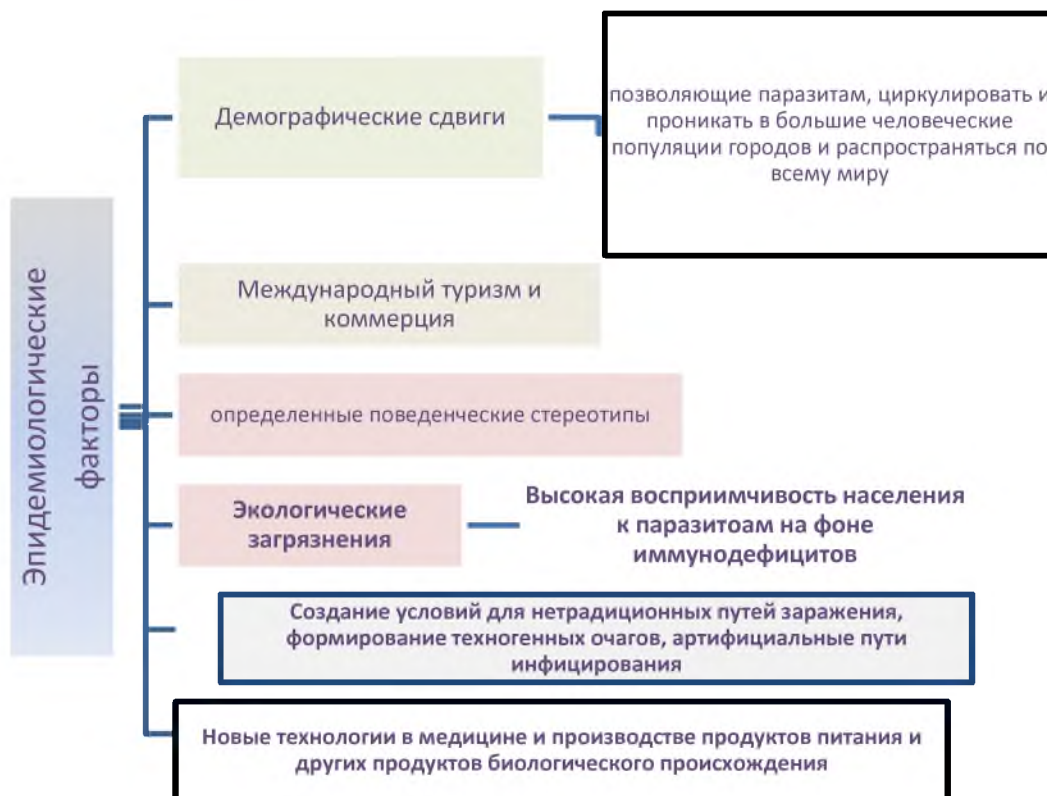 Эпидемиологические
факторы
Демографические сдвиги
позволяющие паразитам, циркулировать и
проникать в большие человеческие
популяции городов и распространяться по
всему миру
Международный туризм и
коммерция
определенные поведенческие стереотипы
Экологические
загрязнения
Высокая восприимчивость населения
к паразитоам на фоне
иммунодефицитов
Создание условий для нетрадиционных путей заражения,
формирование техногенных очагов, артифициальные пути
инфицирования
Новые технологии в медицине и производстве продуктов питания и
других продуктов биологического происхождения